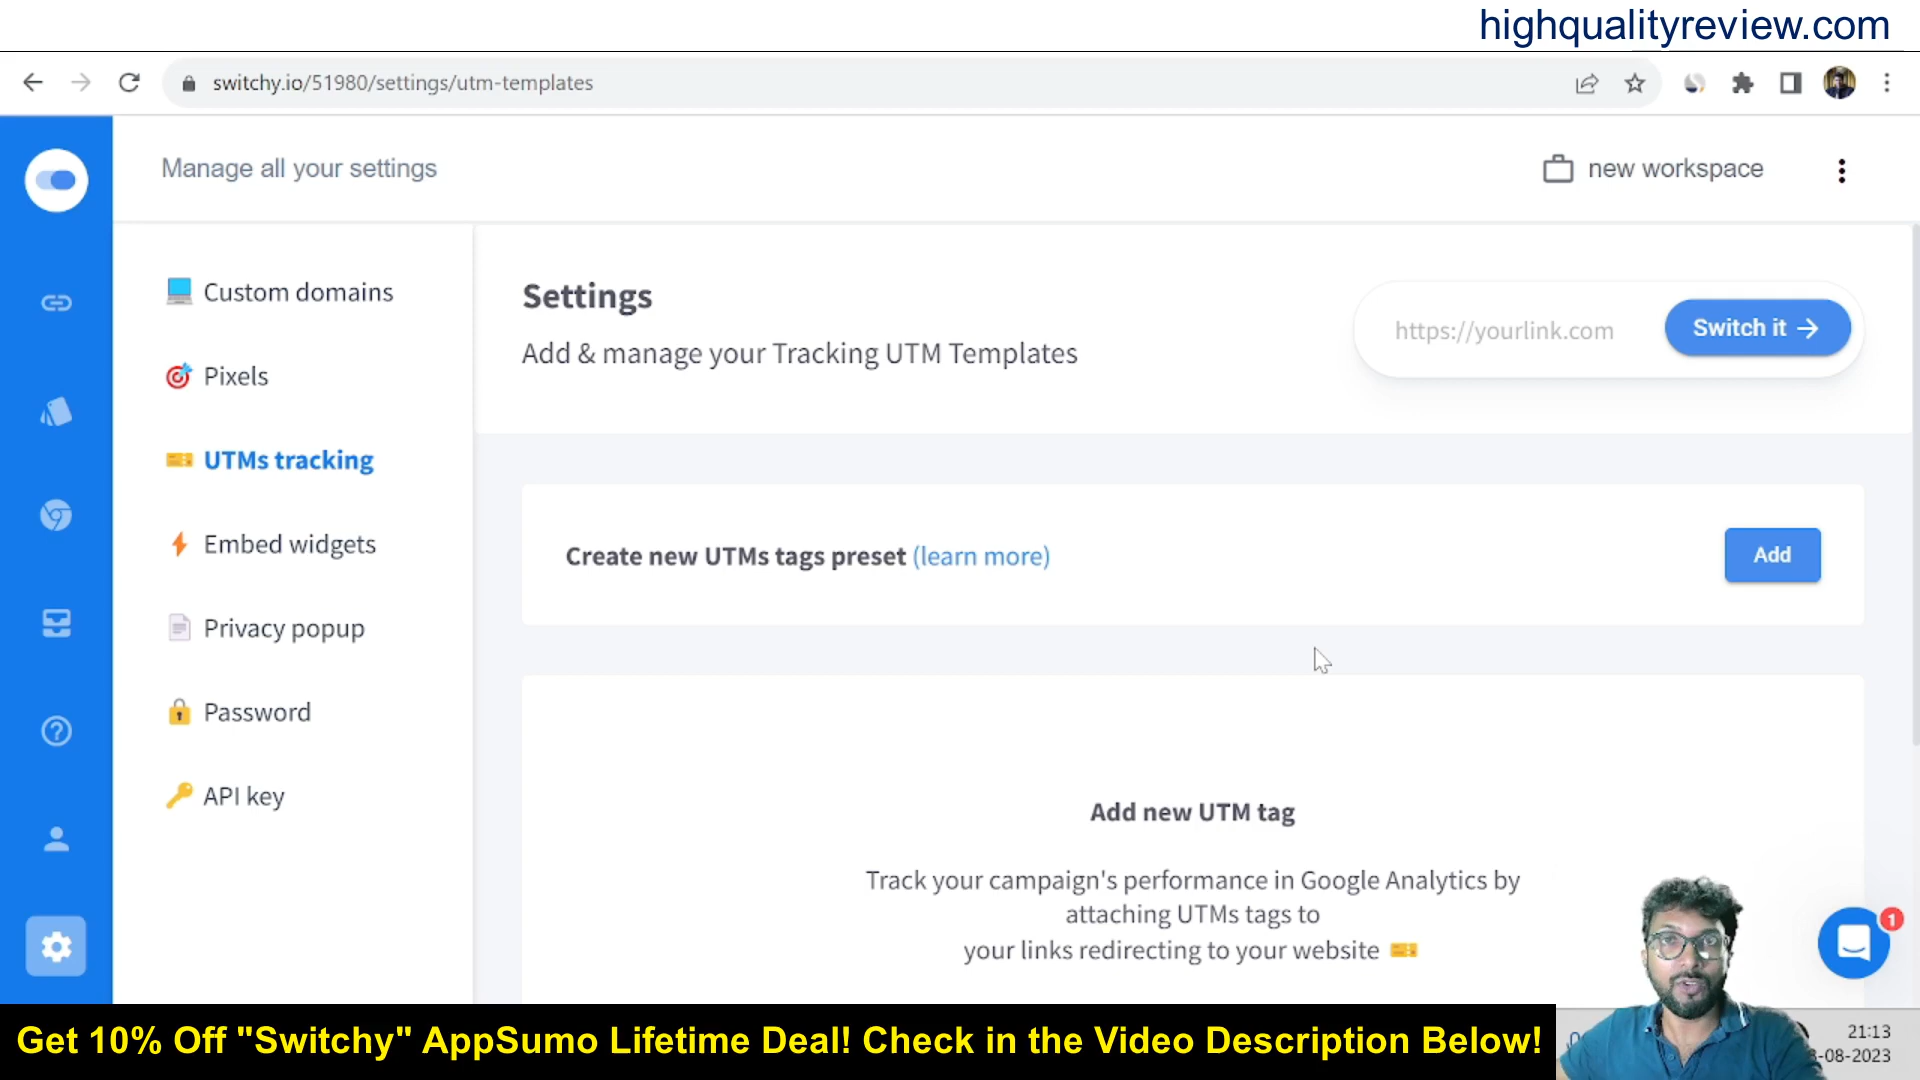 highqualityreview.com
switchy.io/51980/settings/utm-templates
Manage all your settings
new workspace
Custom domains
Pixels
UTMs tracking
Embed widgets
Privacy popup
Password
API key
Settings
Add & manage your Tracking UTM Templates
https://yourlink.com
Switch it →
Create new UTMs tags preset (learn more)
Add
Add new UTM tag
Track your campaign's performance in Google Analytics by
attaching UTMs tags to
your links redirecting to your website
1
Get 10% Off "Switchy" AppSumo Lifetime Deal! Check in the Video Description Below!
21:13
-08-2023